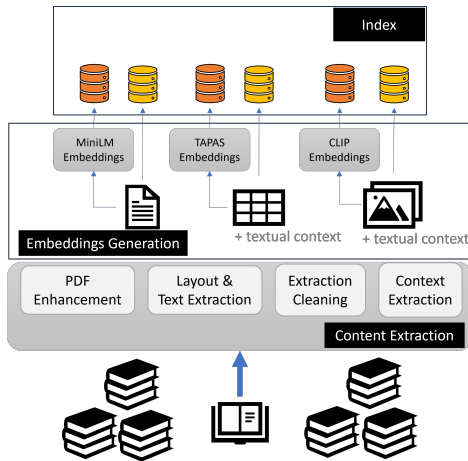 Index
MiniLM
Embeddings
TAPAS
Embeddings
CLIP
Embeddings
Embeddings Generation
+ textual context
+ textual context
PDF
Enhancement
Layout &
Text Extraction
Extraction
Cleaning
Context
Extraction
Content Extraction